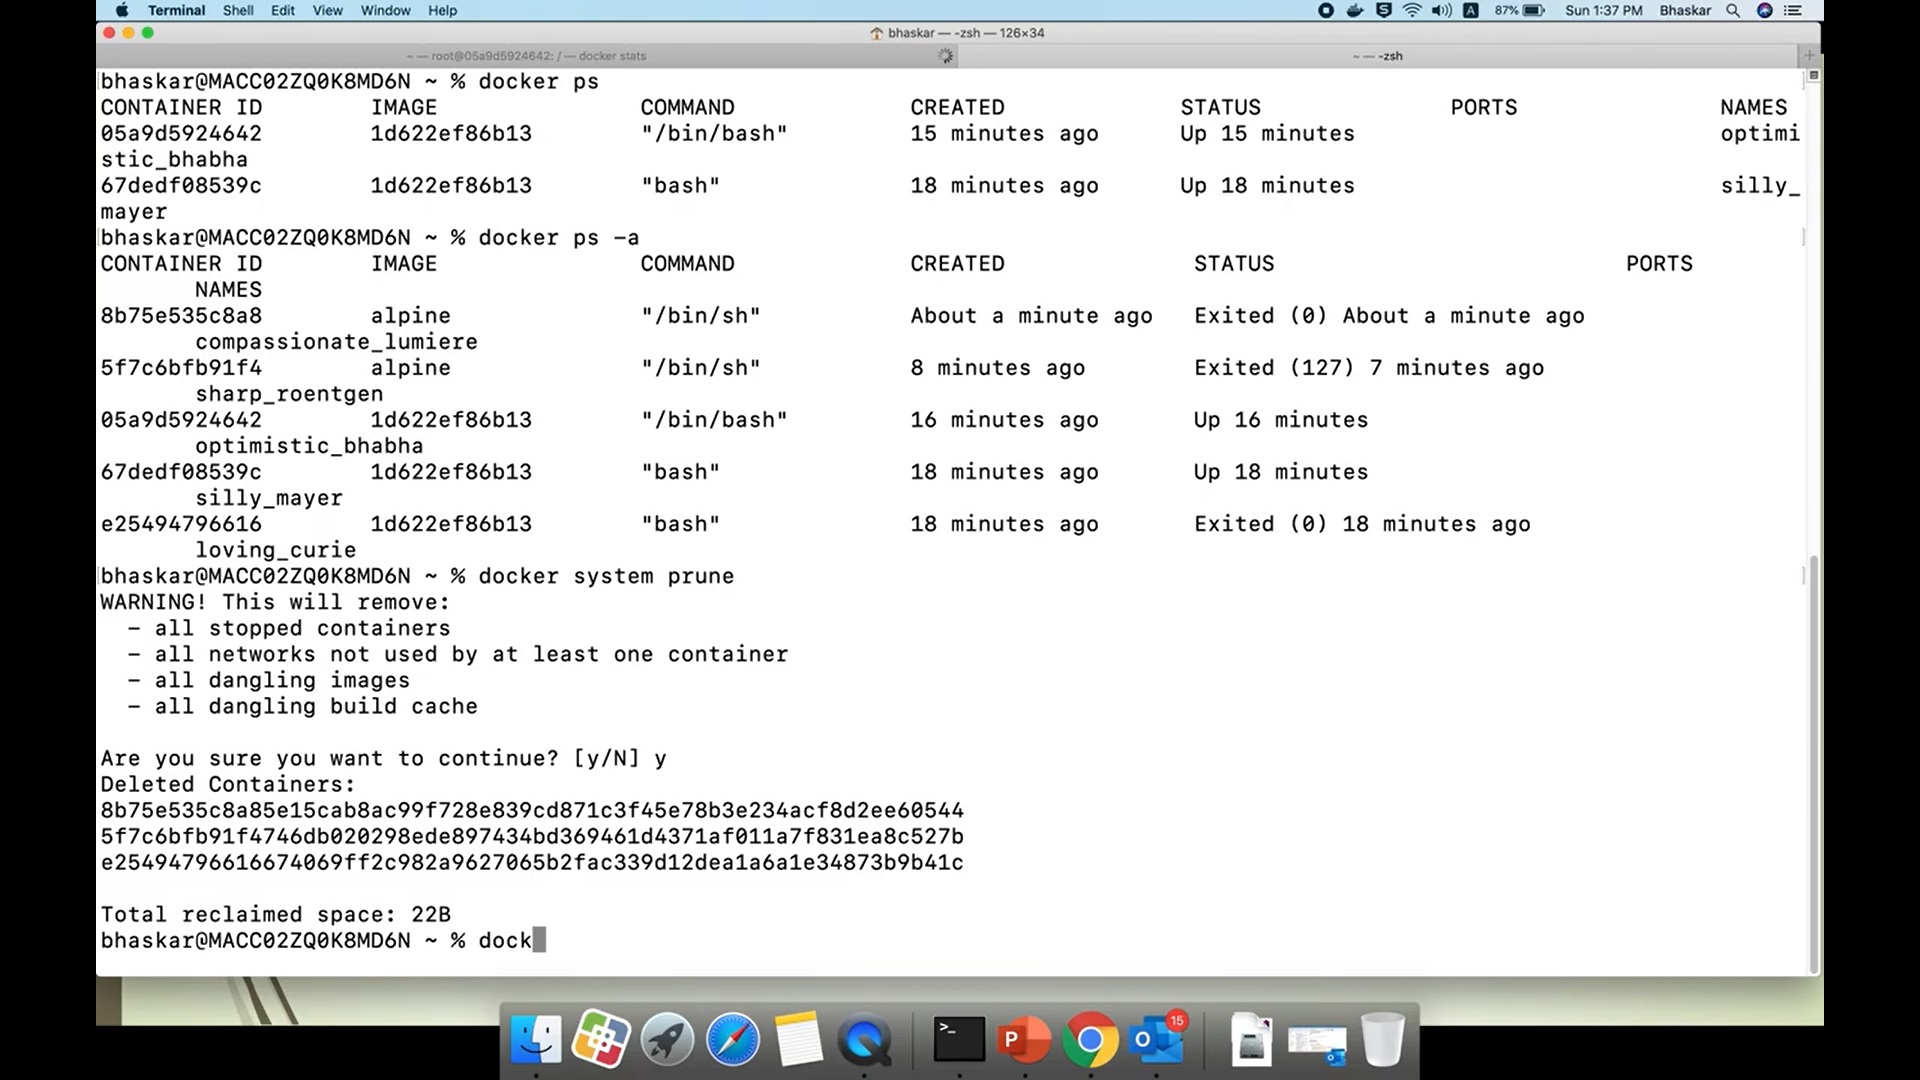 Terminal Shell Edit View Window Help 87% Sun 1:37 PM Bhaskar
bhaskar — -zsh — 126×34
~ — root@05a9d5924642: / — docker stats ~ — -zsh
bhaskar@MACC02ZQ0K8MD6N ~ % docker ps
CONTAINER ID IMAGE COMMAND CREATED STATUS PORTS NAMES
05a9d5924642 1d622ef86b13 "/bin/bash" 15 minutes ago Up 15 minutes optimi
stic_bhabha
67dedf08539c 1d622ef86b13 "bash" 18 minutes ago Up 18 minutes silly_
mayer
bhaskar@MACC02ZQ0K8MD6N ~ % docker ps -a
CONTAINER ID IMAGE COMMAND CREATED STATUS PORTS
NAMES
8b75e535c8a8 alpine "/bin/sh" About a minute ago Exited (0) About a minute ago
compassionate_lumiere
5f7c6bfb91f4 alpine "/bin/sh" 8 minutes ago Exited (127) 7 minutes ago
sharp_roentgen
05a9d5924642 1d622ef86b13 "/bin/bash" 16 minutes ago Up 16 minutes
optimistic_bhabha
67dedf08539c 1d622ef86b13 "bash" 18 minutes ago Up 18 minutes
silly_mayer
e25494796616 1d622ef86b13 "bash" 18 minutes ago Exited (0) 18 minutes ago
loving_curie
bhaskar@MACC02ZQ0K8MD6N ~ % docker system prune
WARNING! This will remove:
- all stopped containers
- all networks not used by at least one container
- all dangling images
- all dangling build cache
Are you sure you want to continue? [y/N] y
Deleted Containers:
8b75e535c8a85e15cab8ac99f728e839cd871c3f45e78b3e234acf8d2ee60544
5f7c6bfb91f4746db020298ede897434bd369461d4371af011a7f831ea8c527b
e25494796616674069ff2c982a9627065b2fac339d12dea1a6a1e34873b9b41c
Total reclaimed space: 22B
bhaskar@MACC02ZQ0K8MD6N ~ % dock
15